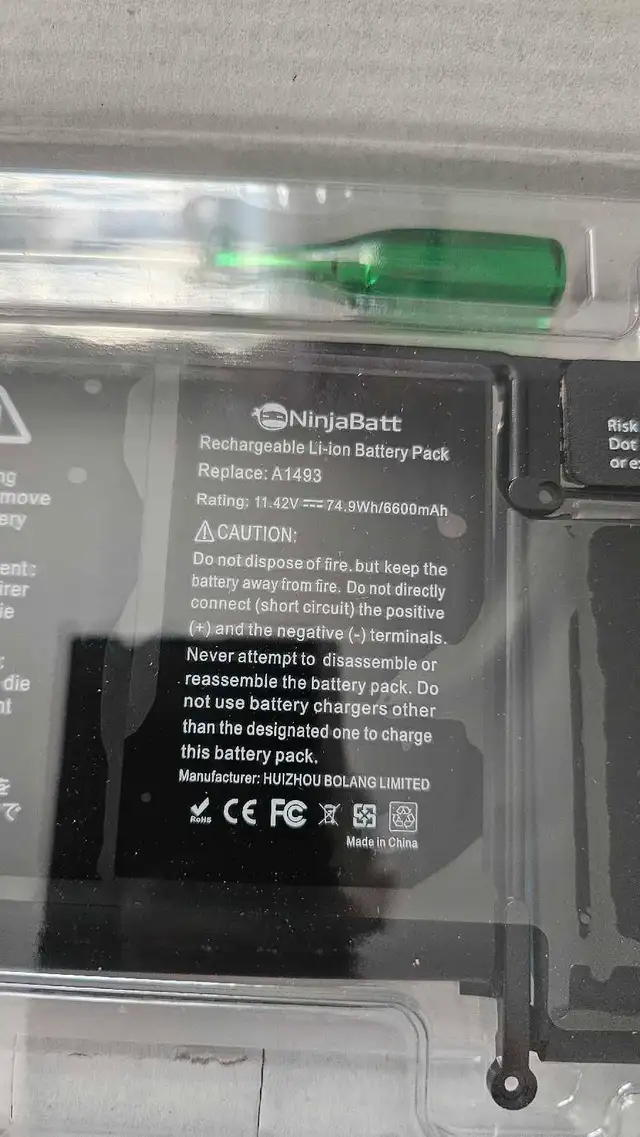 NinjaBatt
Rechargeable Li-ion Battery Pack
Replace: A1493
Rating: 11.42V ⎓ 74.9Wh/6600mAh
⚠CAUTION:
Do not dispose of fire. but keep the
battery away from fire. Do not directly
connect (short circuit) the positive
(+) and the negative (-) terminals.
Never attempt to disassemble or
reassemble the battery pack. Do
not use battery chargers other
than the designated one to charge
this battery pack.
Manufacturer: HUIZHOU BOLANG LIMITED
RoHS CE FC
Made in China
Risk
Dot
or e
ng
move
ery
ent:
irer
ie
die
nt
で